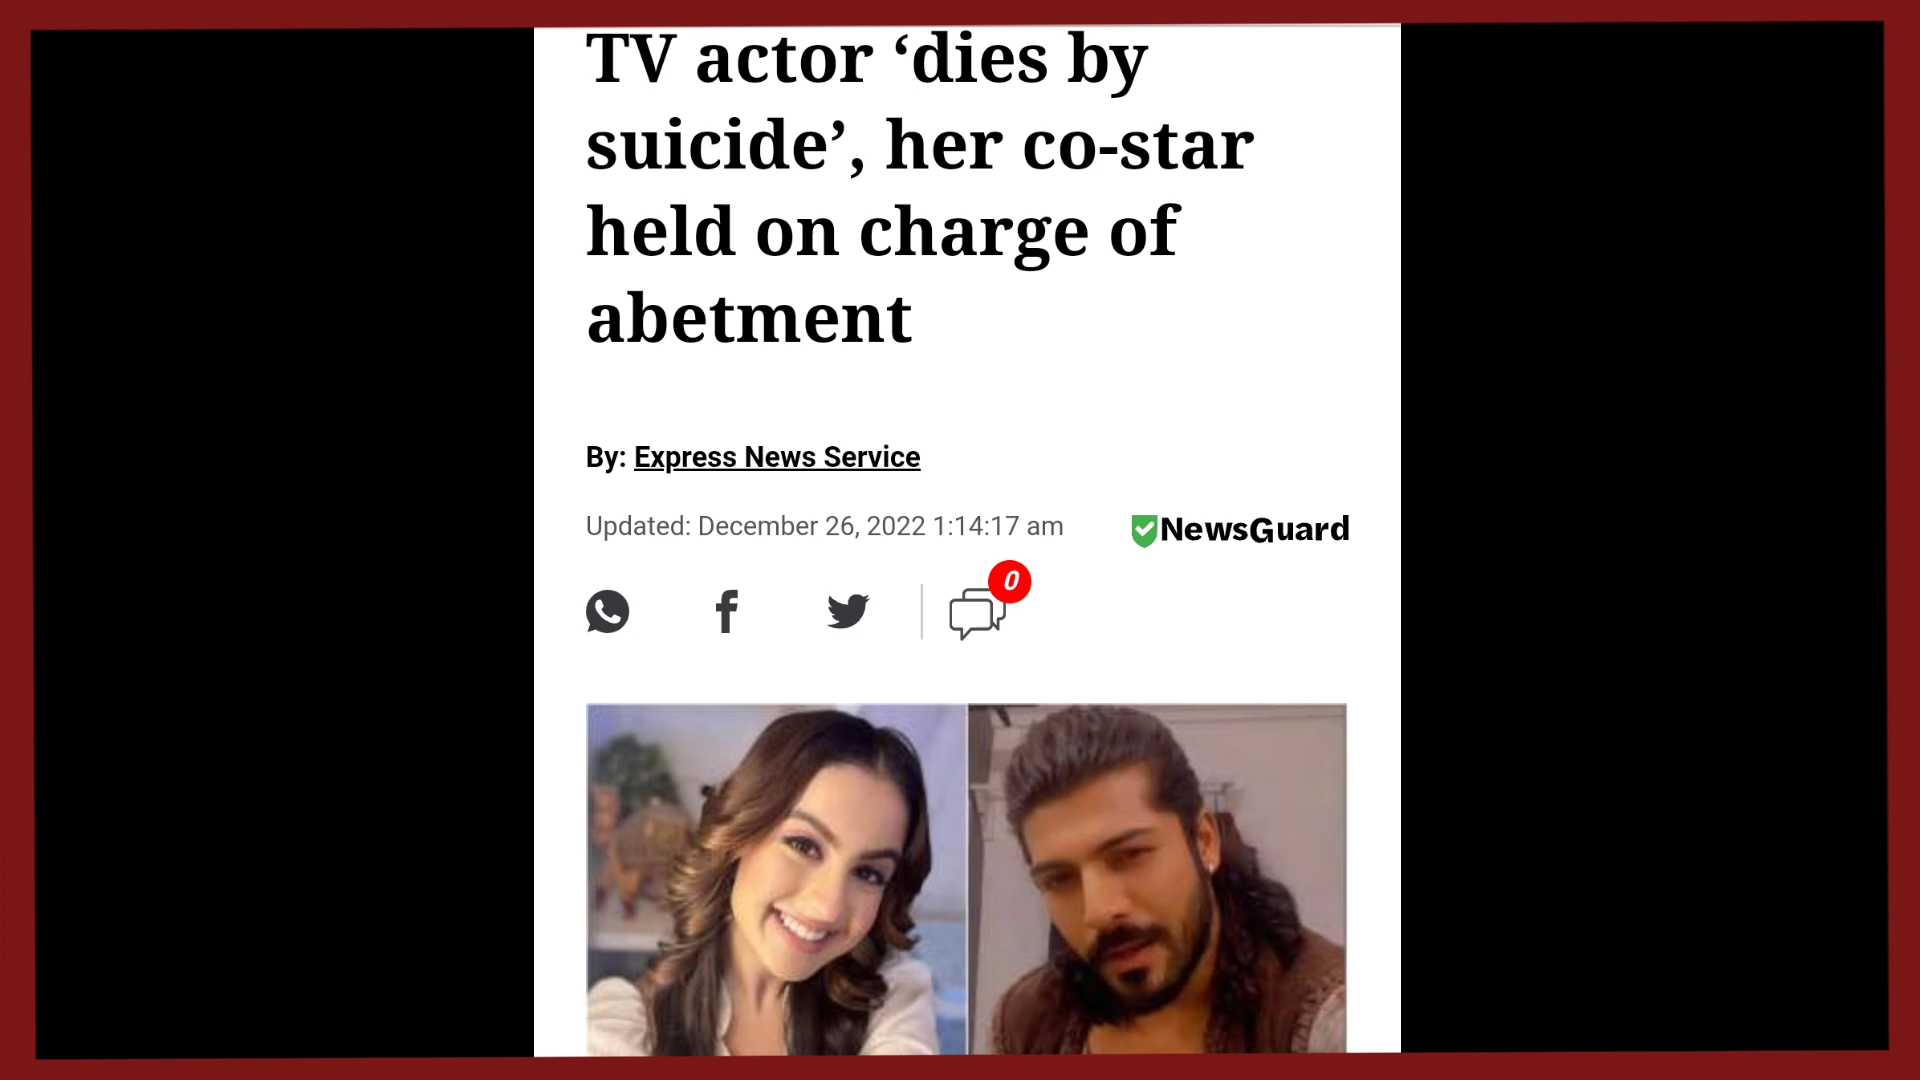 TV actor ‘dies by
suicide’, her co-star
held on charge of
abetment
By: Express News Service
Updated: December 26, 2022 1:14:17 am
NewsGuard
0